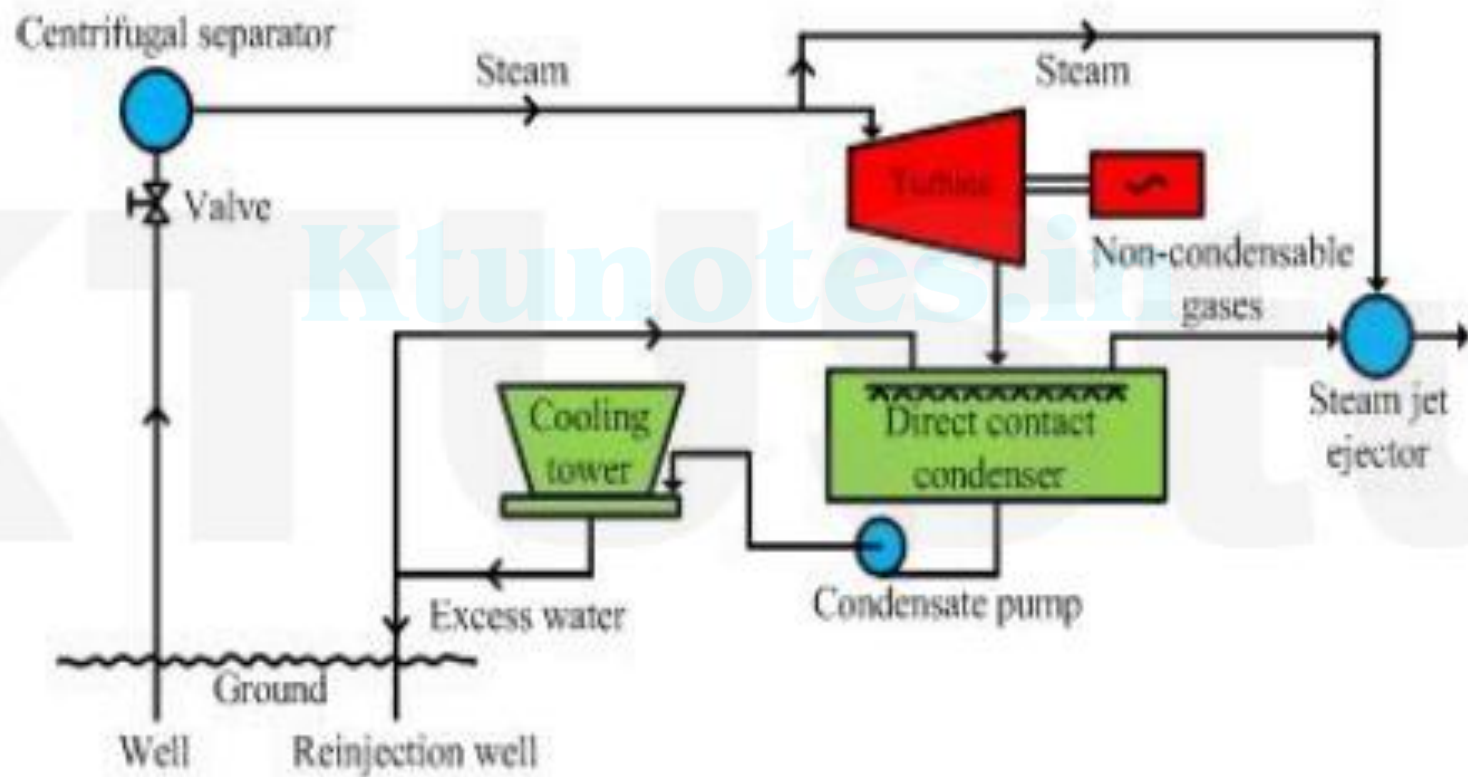 Centrifugal separator
Steam
Steam
Valve
Turbine
Ktunotes.in
Non-condensable
gases
Cooling
tower
Direct contact
condenser
Steam jet
ejector
Excess water
Condensate pump
Ground
Well
Reinjection well